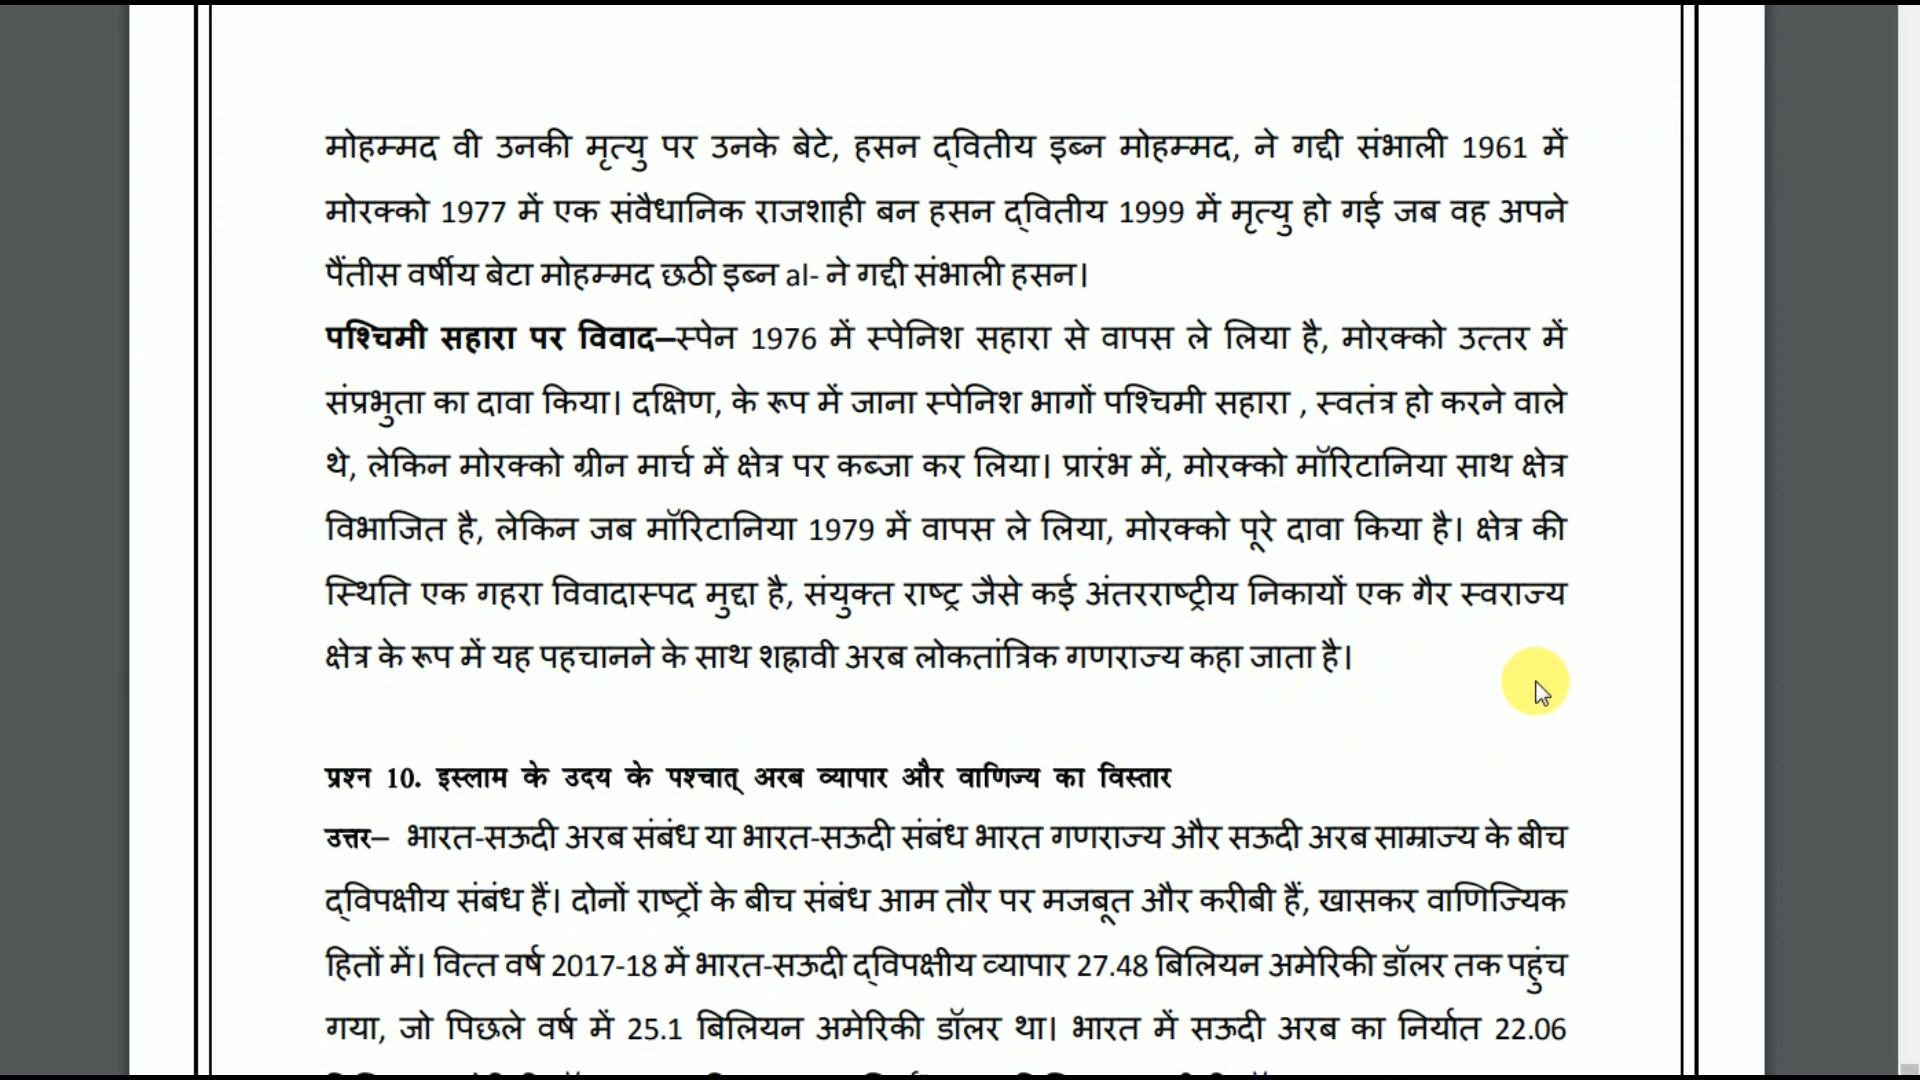 मोहम्मद वी उनकी मृत्यु पर उनके बेटे, हसन द्वितीय इब्न मोहम्मद, ने गद्दी संभाली 1961 में
मोरक्को 1977 में एक संवैधानिक राजशाही बन हसन द्वितीय 1999 में मृत्यु हो गई जब वह अपने
पैंतीस वर्षीय बेटा मोहम्मद छठी इब्न al- ने गद्दी संभाली हसन।
पश्चिमी सहारा पर विवाद–स्पेन 1976 में स्पेनिश सहारा से वापस ले लिया है, मोरक्को उत्तर में
संप्रभुता का दावा किया। दक्षिण, के रूप में जाना स्पेनिश भागों पश्चिमी सहारा , स्वतंत्र हो करने वाले
थे, लेकिन मोरक्को ग्रीन मार्च में क्षेत्र पर कब्जा कर लिया। प्रारंभ में, मोरक्को मॉरिटानिया साथ क्षेत्र
विभाजित है, लेकिन जब मॉरिटानिया 1979 में वापस ले लिया, मोरक्को पूरे दावा किया है। क्षेत्र की
स्थिति एक गहरा विवादास्पद मुद्दा है, संयुक्त राष्ट्र जैसे कई अंतरराष्ट्रीय निकायों एक गैर स्वराज्य
क्षेत्र के रूप में यह पहचानने के साथ शह्रावी अरब लोकतांत्रिक गणराज्य कहा जाता है।
प्रश्न 10. इस्लाम के उदय के पश्चात् अरब व्यापार और वाणिज्य का विस्तार
उत्तर– भारत-सऊदी अरब संबंध या भारत-सऊदी संबंध भारत गणराज्य और सऊदी अरब साम्राज्य के बीच
द्विपक्षीय संबंध हैं। दोनों राष्ट्रों के बीच संबंध आम तौर पर मजबूत और करीबी हैं, खासकर वाणिज्यिक
हितों में। वित्त वर्ष 2017-18 में भारत-सऊदी द्विपक्षीय व्यापार 27.48 बिलियन अमेरिकी डॉलर तक पहुंच
गया, जो पिछले वर्ष में 25.1 बिलियन अमेरिकी डॉलर था। भारत में सऊदी अरब का निर्यात 22.06